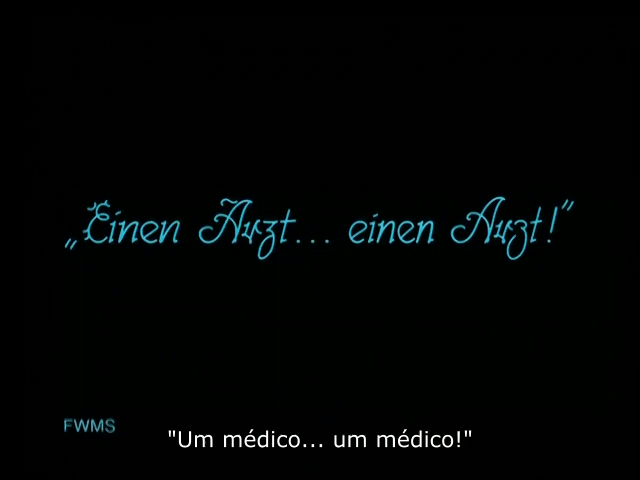 „Einen Arzt... einen Arzt!”
FWMS
"Um médico... um médico!"